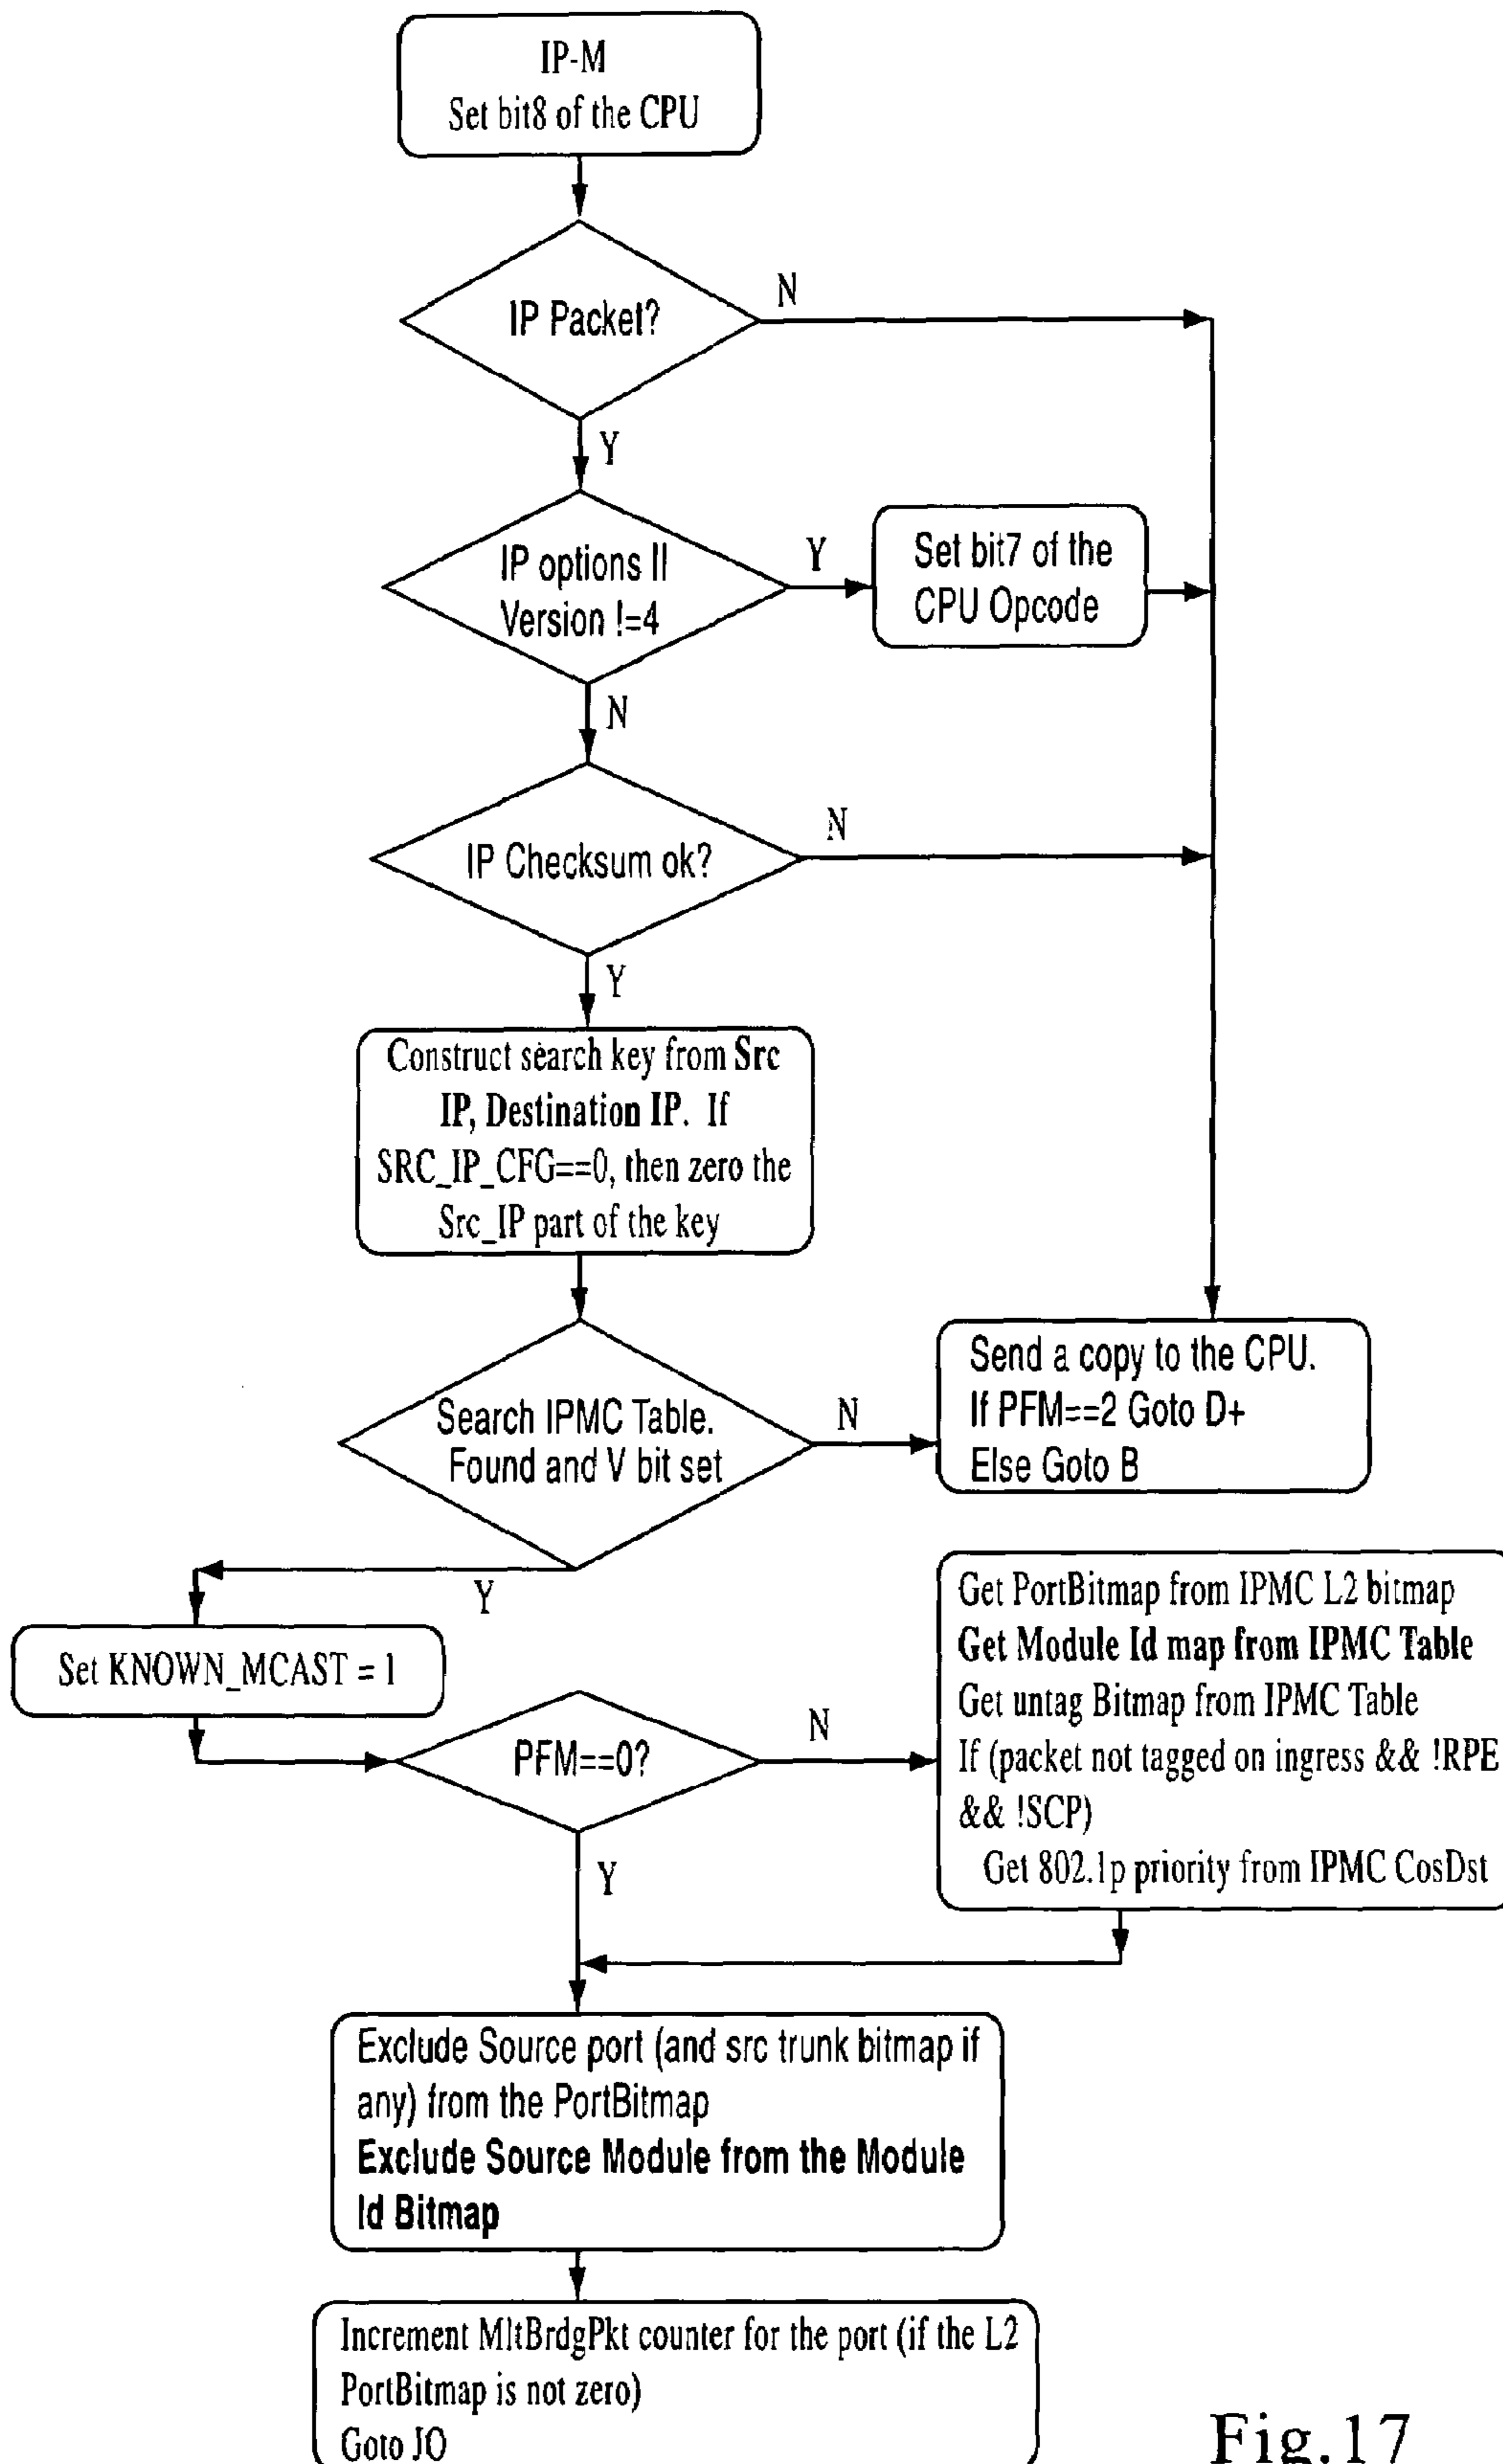 IP-M
Set bit8 of the CPU
IP Packet?
N
Y
IP options ||
Version !=4
Y
Set bit7 of the
CPU Opcode
N
IP Checksum ok?
N
Y
Construct search key from Src
IP, Destination IP. If
SRC_IP_CFG==0, then zero the
Src_IP part of the key
Search IPMC Table.
Found and V bit set
N
Send a copy to the CPU.
If PFM==2 Goto D+
Else Goto B
Y
Set KNOWN_MCAST = 1
PFM==0?
N
Get PortBitmap from IPMC L2 bitmap
Get Module Id map from IPMC Table
Get untag Bitmap from IPMC Table
If (packet not tagged on ingress && !RPE
&& !SCP)
Get 802.1p priority from IPMC CosDst
Y
Exclude Source port (and src trunk bitmap if
any) from the PortBitmap
Exclude Source Module from the Module
Id Bitmap
Increment MltBrdgPkt counter for the port (if the L2
PortBitmap is not zero)
Goto JO
Fig.17